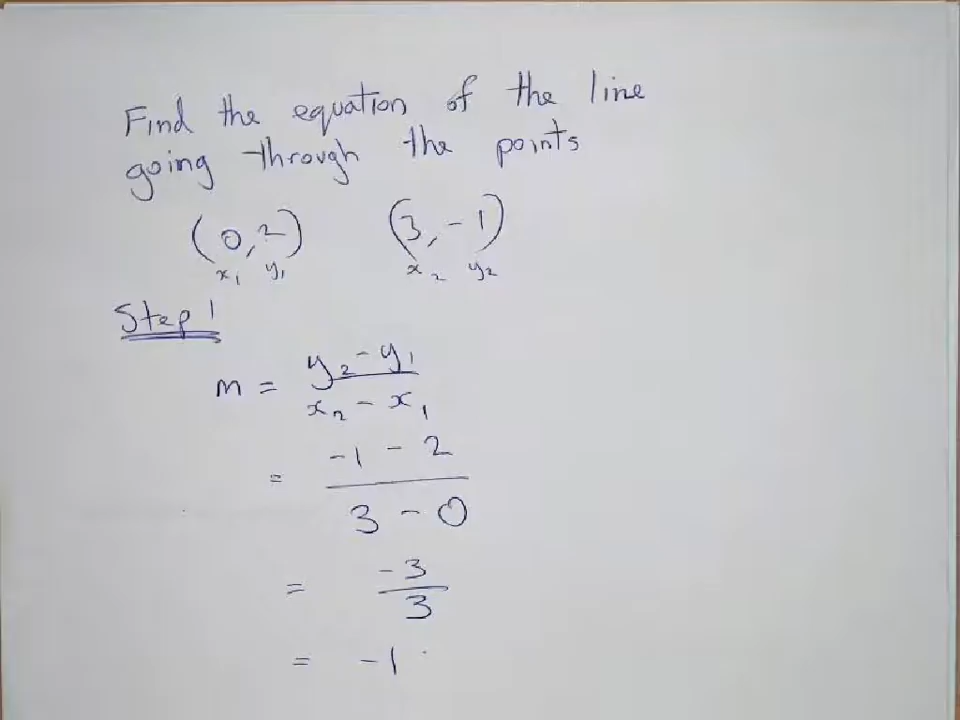 Find the equation of the line
going through the points
(0, 2) (3, -1)
x₁ y₁ x₂ y₂
Step 1
m = y₂ - y₁
x₂ - x₁
= -1 - 2
3 - 0
= -3
3
= -1